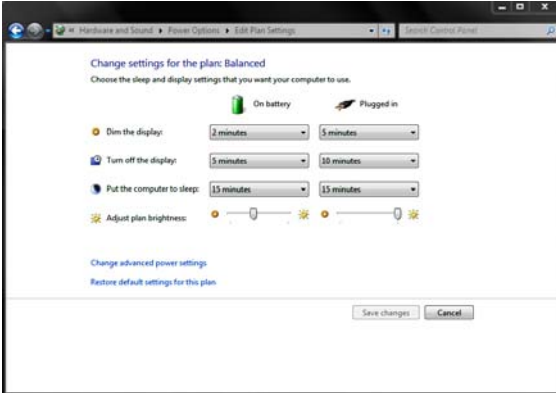 Hardware and Sound ▸ Power Options ▸ Edit Plan Settings Search Control Panel
Change settings for the plan: Balanced
Choose the sleep and display settings that you want your computer to use.
On battery Plugged in
Dim the display: 2 minutes 5 minutes
Turn off the display: 5 minutes 10 minutes
Put the computer to sleep: 15 minutes 15 minutes
Adjust plan brightness:
Change advanced power settings
Restore default settings for this plan
Save changes Cancel